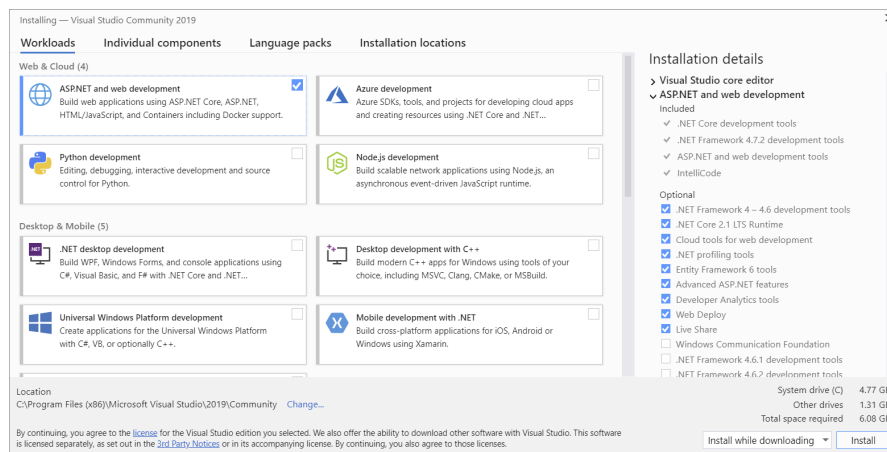 Installing — Visual Studio Community 2019
Workloads
Individual components
Language packs
Installation locations
Web & Cloud (4)
ASP.NET and web development
Build web applications using ASP.NET Core, ASP.NET,
HTML/JavaScript, and Containers including Docker support.
Azure development
Azure SDKs, tools, and projects for developing cloud apps
and creating resources using .NET Core and .NET...
Python development
Editing, debugging, interactive development and source
control for Python.
Node.js development
Build scalable network applications using Node.js, an
asynchronous event-driven JavaScript runtime.
Desktop & Mobile (5)
.NET
.NET desktop development
Build WPF, Windows Forms, and console applications using
C#, Visual Basic, and F# with .NET Core and .NET...
Desktop development with C++
Build modern C++ apps for Windows using tools of your
choice, including MSVC, Clang, CMake, or MSBuild.
Universal Windows Platform development
Create applications for the Universal Windows Platform
with C#, VB, or optionally C++.
Mobile development with .NET
Build cross-platform applications for iOS, Android or
Windows using Xamarin.
Installation details
Visual Studio core editor
ASP.NET and web development
Included
.NET Core development tools
.NET Framework 4.7.2 development tools
ASP.NET and web development tools
IntelliCode
Optional
.NET Framework 4 – 4.6 development tools
.NET Core 2.1 LTS Runtime
Cloud tools for web development
.NET profiling tools
Entity Framework 6 tools
Advanced ASP.NET features
Developer Analytics tools
Web Deploy
Live Share
Windows Communication Foundation
.NET Framework 4.6.1 development tools
.NET Framework 4.6.2 development tools
Location
C:\Program Files (x86)\Microsoft Visual Studio\2019\Community Change...
By continuing, you agree to the license for the Visual Studio edition you selected. We also offer the ability to download other software with Visual Studio. This software
is licensed separately, as set out in the 3rd Party Notices or in its accompanying license. By continuing, you also agree to those licenses.
System drive (C) 4.77 GB
Other drives 1.31 GB
Total space required 6.08 GB
Install while downloading
Install